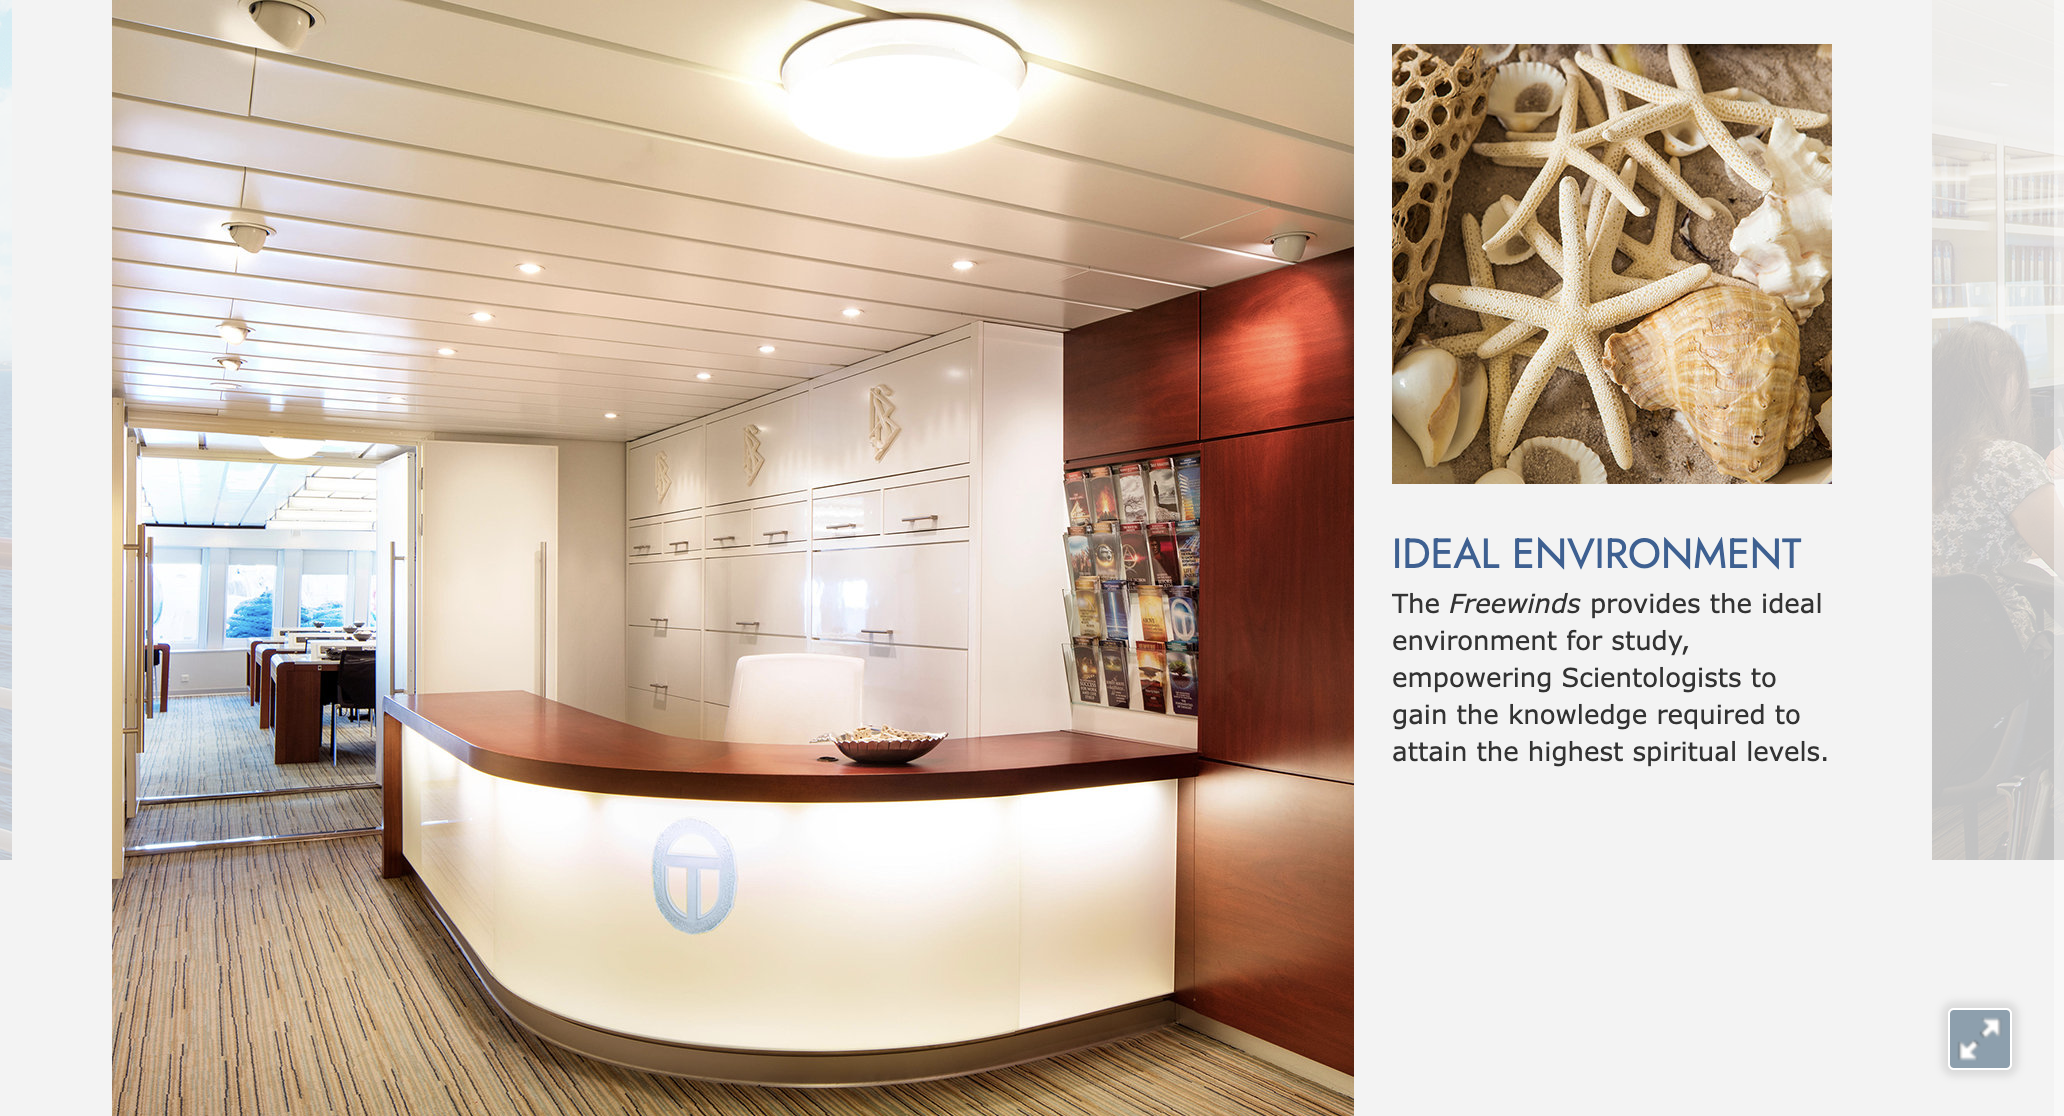 IDEAL ENVIRONMENT
The Freewinds provides the ideal
environment for study,
empowering Scientologists to
gain the knowledge required to
attain the highest spiritual levels.